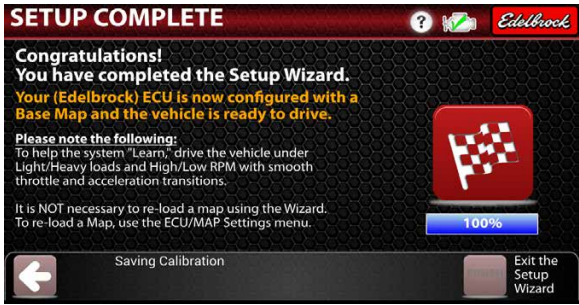 SETUP COMPLETE
?
Edelbrock
Congratulations!
You have completed the Setup Wizard.
Your (Edelbrock) ECU is now configured with a
Base Map and the vehicle is ready to drive.
Please note the following:
To help the system "Learn," drive the vehicle under
Light/Heavy loads and High/Low RPM with smooth
throttle and acceleration transitions.
It is NOT necessary to re-load a map using the Wizard.
To re-load a Map, use the ECU/MAP Settings menu.
100%
Saving Calibration
Exit the
Setup
Wizard